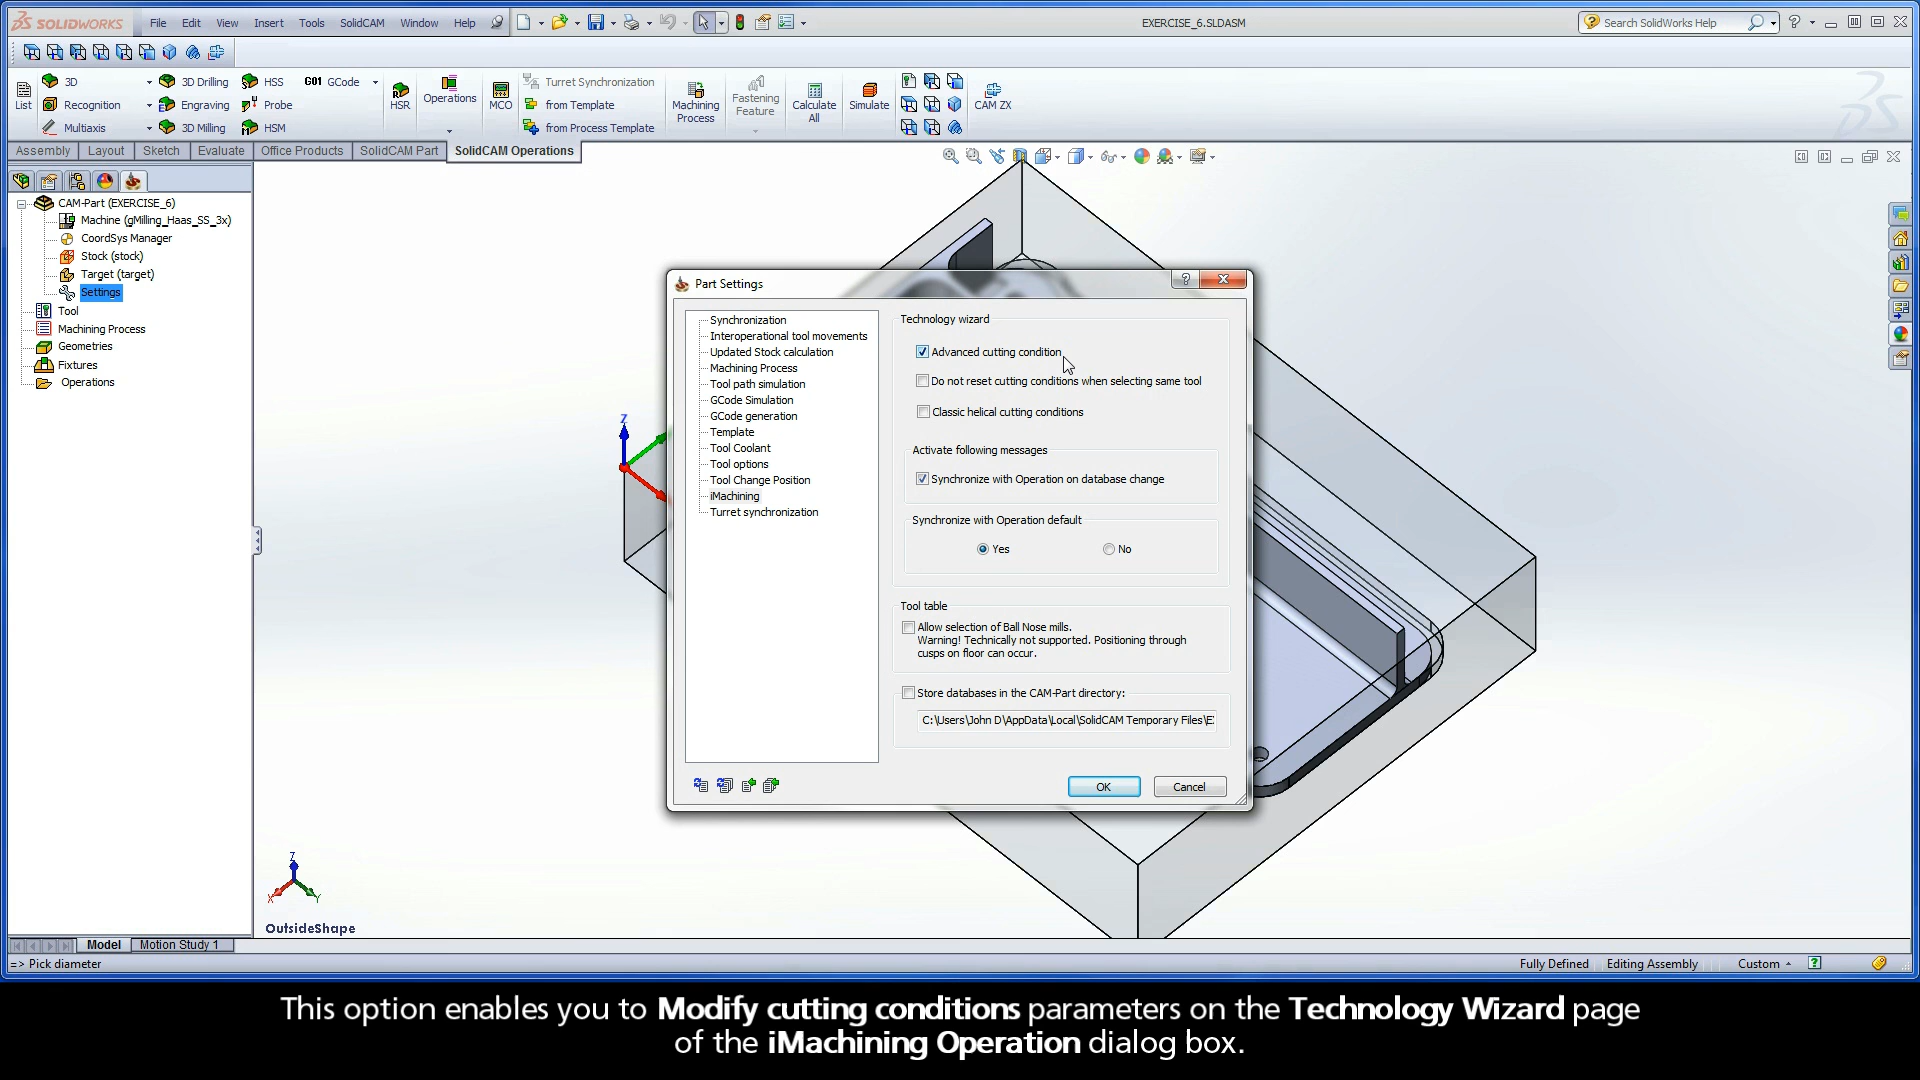 SOLIDWORKS File Edit View Insert Tools SolidCAM Window Help EXERCISE_6.SLDASM Search SolidWorks Help
3D 3D Drilling HSS G01 GCode Turret Synchronization
List Recognition Engraving Probe HSR Operations MCO from Template Machining Process Fastening Feature Calculate All Simulate CAM ZX
Multiaxis 3D Milling HSM from Process Template
Assembly Layout Sketch Evaluate Office Products SolidCAM Part SolidCAM Operations
CAM-Part (EXERCISE_6)
Machine (gMilling_Haas_SS_3x)
CoordSys Manager
Stock (stock)
Target (target)
Settings
Tool
Machining Process
Geometries
Fixtures
Operations
Part Settings
Synchronization
Interoperational tool movements
Updated Stock calculation
Machining Process
Tool path simulation
GCode Simulation
GCode generation
Template
Tool Coolant
Tool options
Tool Change Position
iMachining
Turret synchronization
Technology wizard
Advanced cutting condition
Do not reset cutting conditions when selecting same tool
Classic helical cutting conditions
Activate following messages
Synchronize with Operation on database change
Synchronize with Operation default
Yes No
Tool table
Allow selection of Ball Nose mills.
Warning! Technically not supported. Positioning through
cusps on floor can occur.
Store databases in the CAM-Part directory:
C:\Users\John D\AppData\Local\SolidCAM Temporary Files\E
OK Cancel
Z
Z
X Y
OutsideShape
Model Motion Study 1
=> Pick diameter Fully Defined Editing Assembly Custom
This option enables you to Modify cutting conditions parameters on the Technology Wizard page
of the iMachining Operation dialog box.